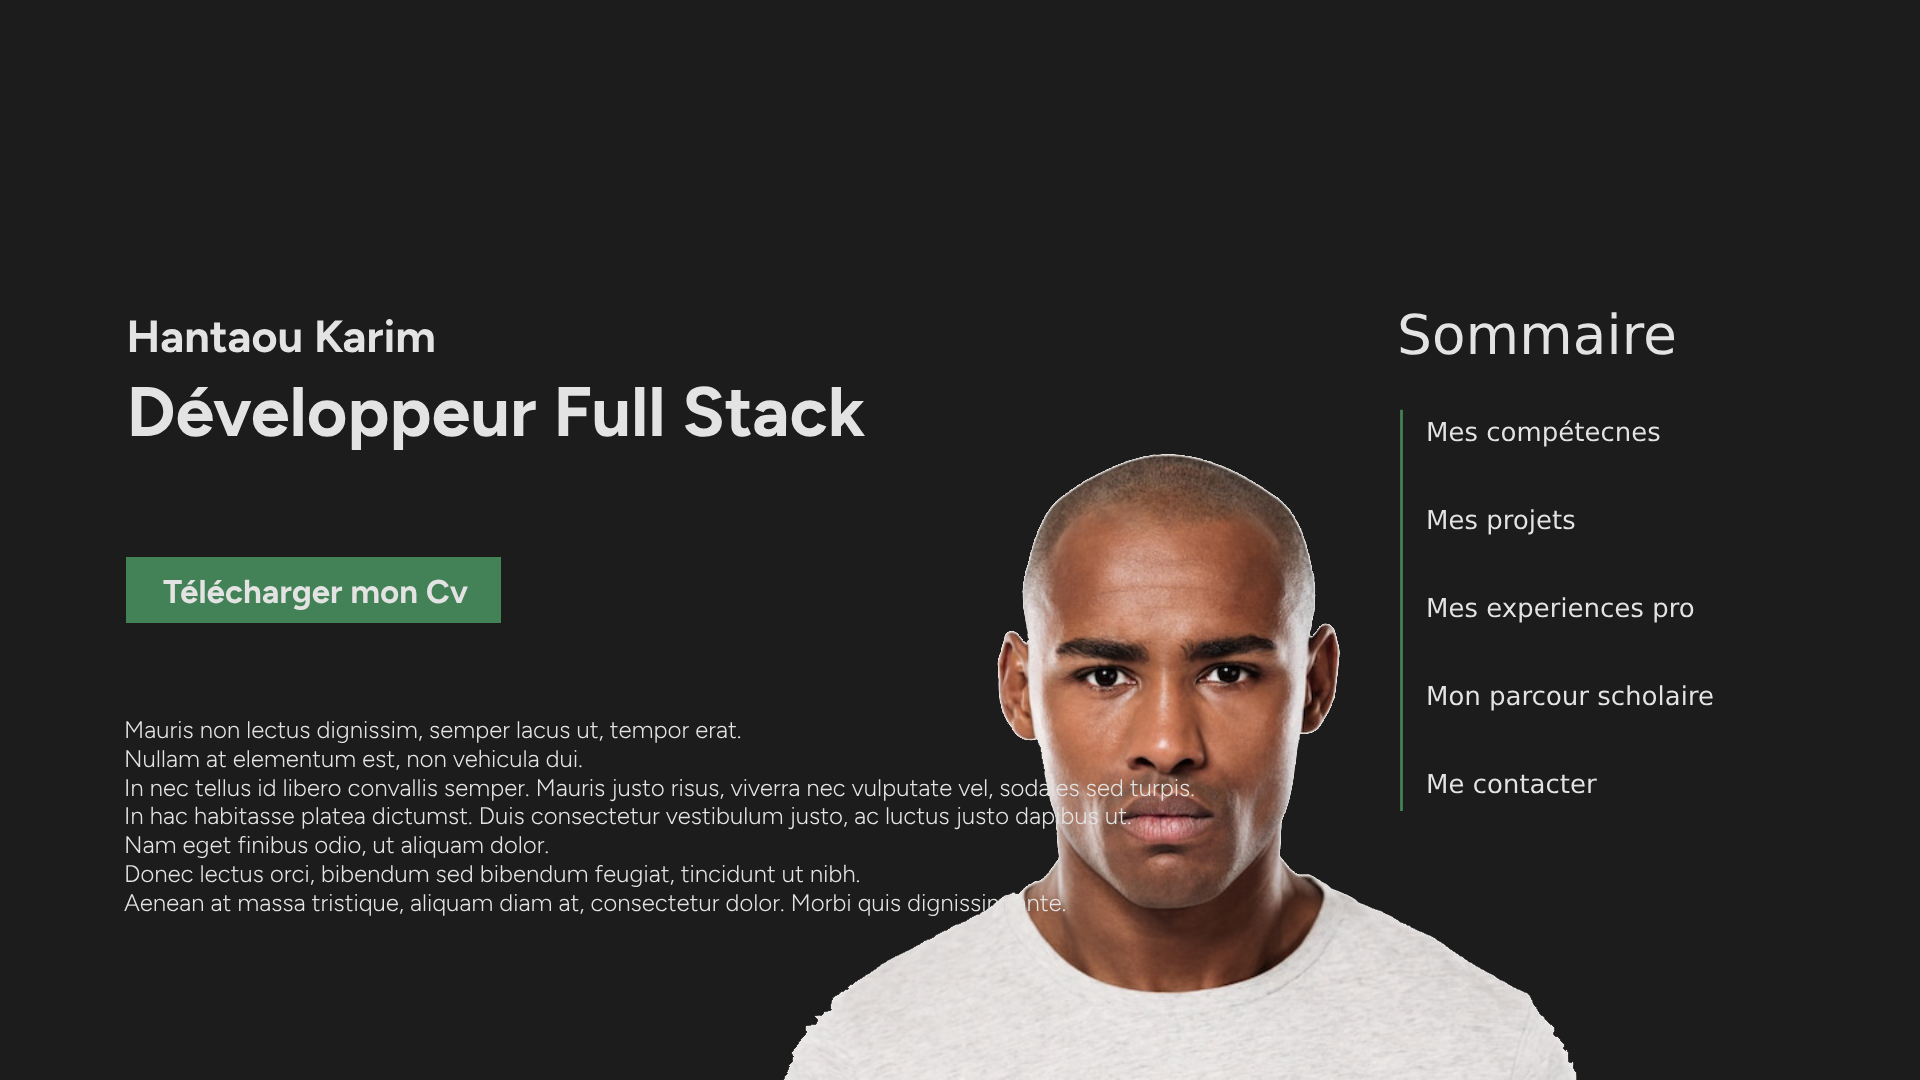 Hantaou Karim
Développeur Full Stack
Télécharger mon Cv
Mauris non lectus dignissim, semper lacus ut, tempor erat.
Nullam at elementum est, non vehicula dui.
In nec tellus id libero convallis semper. Mauris justo risus, viverra nec vulputate vel, sodales sed turpis.
In hac habitasse platea dictumst. Duis consectetur vestibulum justo, ac luctus justo dapibus ut.
Nam eget finibus odio, ut aliquam dolor.
Donec lectus orci, bibendum sed bibendum feugiat, tincidunt ut nibh.
Aenean at massa tristique, aliquam diam at, consectetur dolor. Morbi quis
Sommaire
Mes compétecnes
Mes projets
Mes experiences pro
Mon parcour scholaire
Me contacter